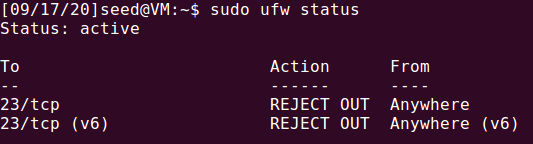 [09/17/20]seed@VM:~$ sudo ufw status
Status: active
To Action From
-- ------ ----
23/tcp REJECT OUT Anywhere
23/tcp (v6) REJECT OUT Anywhere (v6)